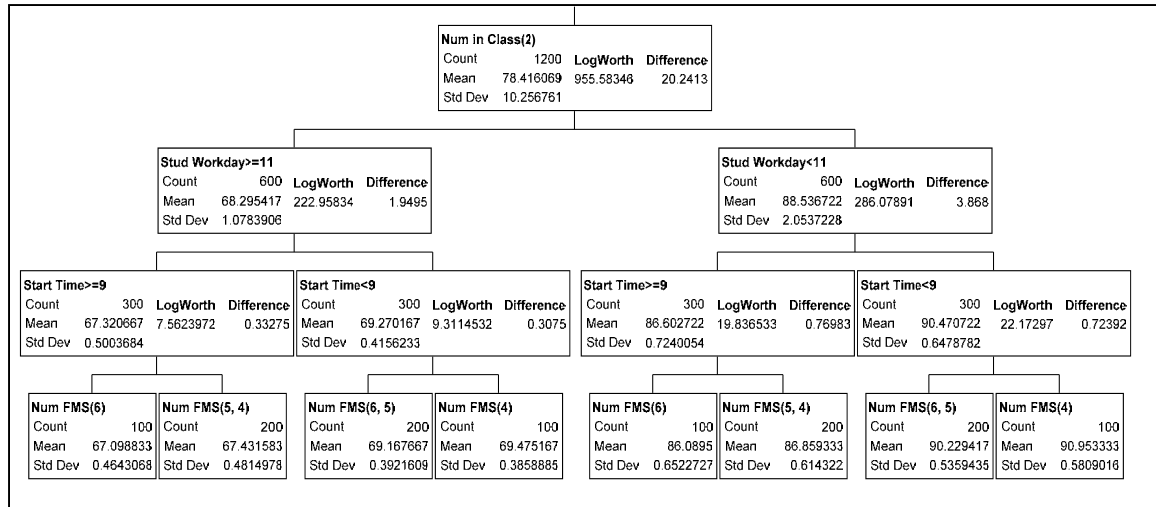 Num in Class(2)
Count 1200 LogWorth Difference
Mean 78.416069 955.58346 20.2413
Std Dev 10.256761
Stud Workday>=11
Count 600 LogWorth Difference
Mean 68.295417 222.95834 1.9495
Std Dev 1.0783906
Stud Workday<11
Count 600 LogWorth Difference
Mean 88.536722 286.07891 3.868
Std Dev 2.0537228
Start Time>=9
Count 300 LogWorth Difference
Mean 67.320667 7.5623972 0.33275
Std Dev 0.5003684
Start Time<9
Count 300 LogWorth Difference
Mean 69.270167 9.3114532 0.3075
Std Dev 0.4156233
Start Time>=9
Count 300 LogWorth Difference
Mean 86.602722 19.836533 0.76983
Std Dev 0.7240054
Start Time<9
Count 300 LogWorth Difference
Mean 90.470722 22.17297 0.72392
Std Dev 0.6478782
Num FMS(6)
Count 100
Mean 67.098833
Std Dev 0.4643068
Num FMS(5, 4)
Count 200
Mean 67.431583
Std Dev 0.4814978
Num FMS(6, 5)
Count 200
Mean 69.167667
Std Dev 0.3921609
Num FMS(4)
Count 100
Mean 69.475167
Std Dev 0.3858885
Num FMS(6)
Count 100
Mean 86.0895
Std Dev 0.6522727
Num FMS(5, 4)
Count 200
Mean 86.859333
Std Dev 0.614322
Num FMS(6, 5)
Count 200
Mean 90.229417
Std Dev 0.5359435
Num FMS(4)
Count 100
Mean 90.953333
Std Dev 0.5809016